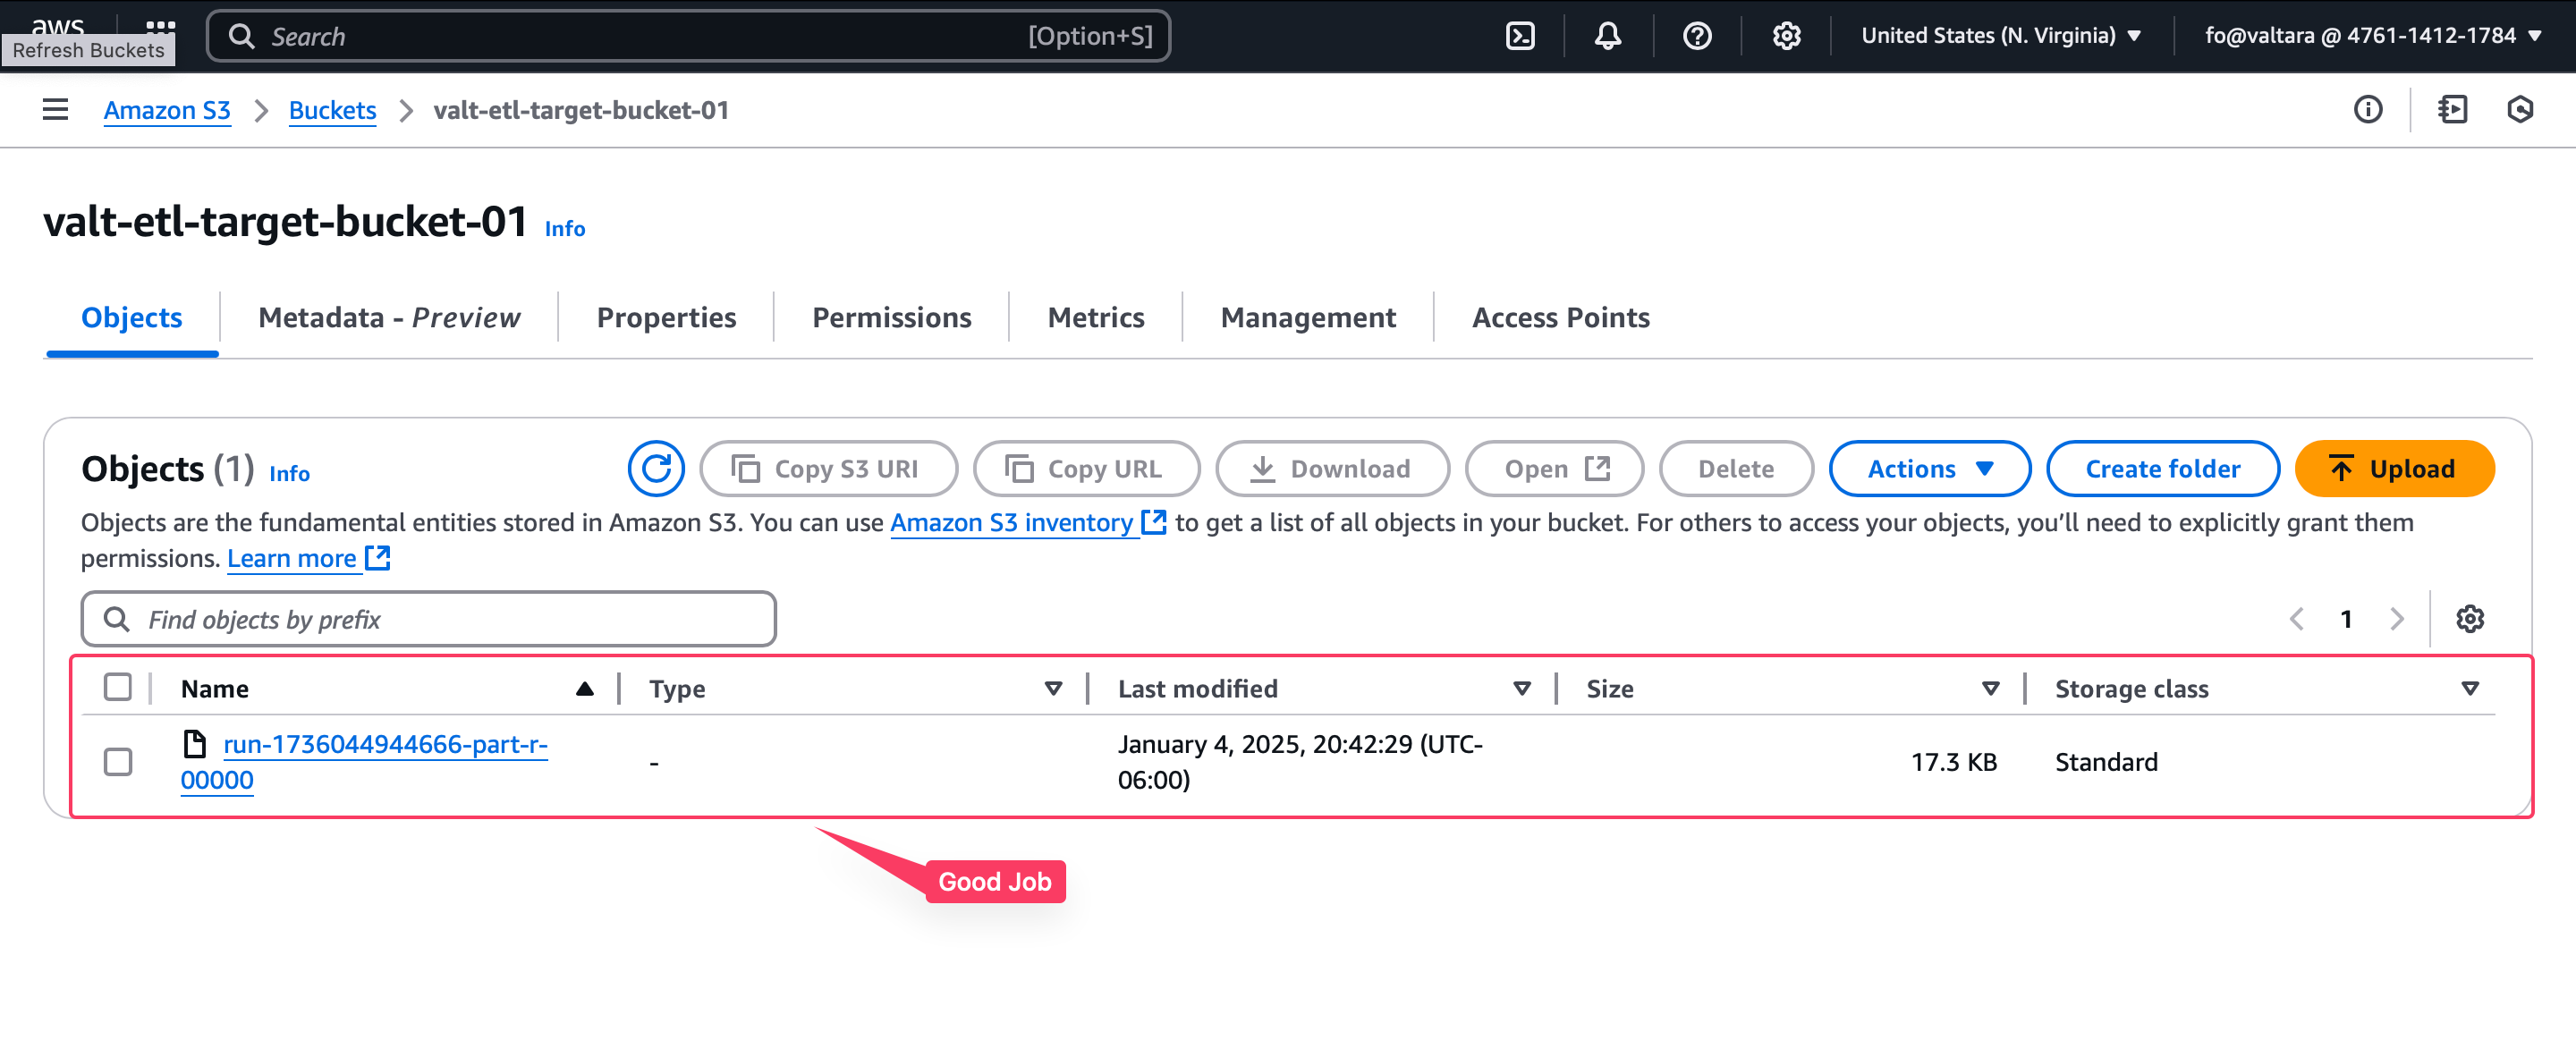 aws
Refresh Buckets
Search
[Option+S]
United States (N. Virginia)
fo@valtara @ 4761-1412-1784
Amazon S3
Buckets
valt-etl-target-bucket-01
valt-etl-target-bucket-01
Info
Objects
Metadata - Preview
Properties
Permissions
Metrics
Management
Access Points
Objects (1)
Info
Copy S3 URI
Copy URL
Download
Open
Delete
Actions
Create folder
Upload
Objects are the fundamental entities stored in Amazon S3. You can use Amazon S3 inventory to get a list of all objects in your bucket. For others to access your objects, you’ll need to explicitly grant them
permissions. Learn more
Find objects by prefix
1
Name
Type
Last modified
Size
Storage class
run-1736044944666-part-r-
00000
-
January 4, 2025, 20:42:29 (UTC-
06:00)
17.3 KB
Standard
Good Job